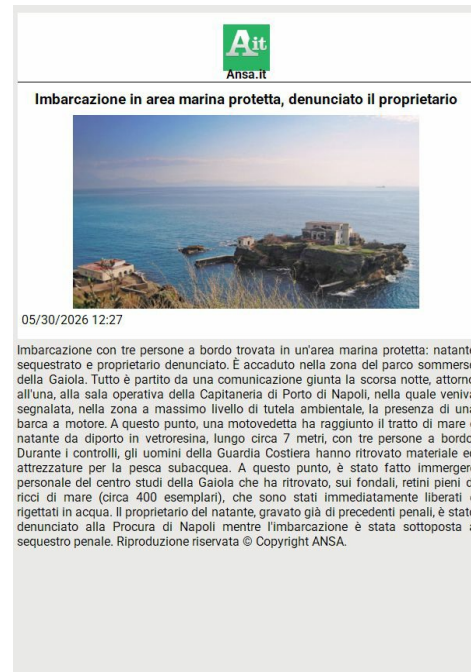 Ait
Ansa.it
Imbarcazione in area marina protetta, denunciato il proprietario
05/30/2026 12:27
Imbarcazione con tre persone a bordo trovata in un'area marina protetta: natante
sequestrato e proprietario denunciato. È accaduto nella zona del parco sommerso
della Gaiola. Tutto è partito da una comunicazione giunta la scorsa notte, attorno
all'una, alla sala operativa della Capitaneria di Porto di Napoli, nella quale veniva
segnalata, nella zona a massimo livello di tutela ambientale, la presenza di una
barca a motore. A questo punto, una motovedetta ha raggiunto il tratto di mare
natante da diporto in vetroresina, lungo circa 7 metri, con tre persone a bordo
Durante i controlli, gli uomini della Guardia Costiera hanno ritrovato materiale ed
attrezzature per la pesca subacquea. A questo punto, è stato fatto immergere
personale del centro studi della Gaiola che ha ritrovato, sui fondali, retini pieni d
ricci di mare (circa 400 esemplari), che sono stati immediatamente liberati
rigettati in acqua. Il proprietario del natante, gravato già di precedenti penali, è stato
denunciato alla Procura di Napoli mentre l'imbarcazione è stata sottoposta a
sequestro penale. Riproduzione riservata © Copyright ANSA.